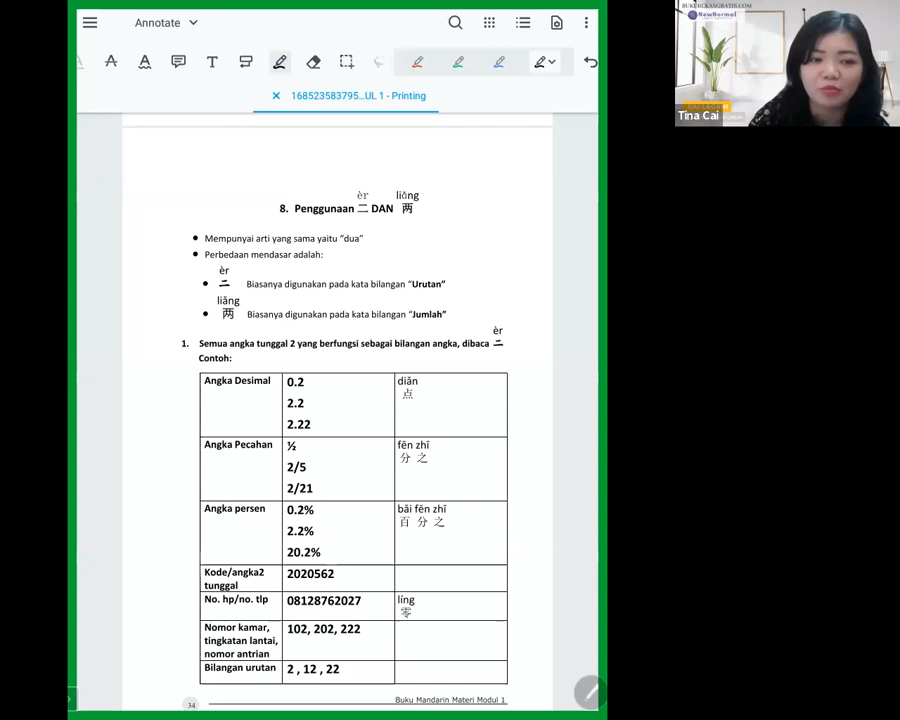 Annotate
168523583795...UL 1 - Printing
èr liǎng
8. Penggunaan 二 DAN 两
Mempunyai arti yang sama yaitu “dua”
Perbedaan mendasar adalah:
èr
二 Biasanya digunakan pada kata bilangan “Urutan”
liǎng
两 Biasanya digunakan pada kata bilangan “Jumlah”
èr
1. Semua angka tunggal 2 yang berfungsi sebagai bilangan angka, dibaca 二
Contoh:
Angka Desimal 0.2 diǎn
2.2 点
2.22
Angka Pecahan ½ fēn zhī
2/5 分 之
2/21
Angka persen 0.2% bǎi fēn zhī
2.2% 百 分 之
20.2%
Kode/angka2 2020562
tunggal
No. hp/no. tlp 08128762027 líng
零
Nomor kamar, 102, 202, 222
tingkatan lantai,
nomor antrian
Bilangan urutan 2 , 12 , 22
34 Buku Mandarin Materi Modul 1
NewNormal
Tina Cai